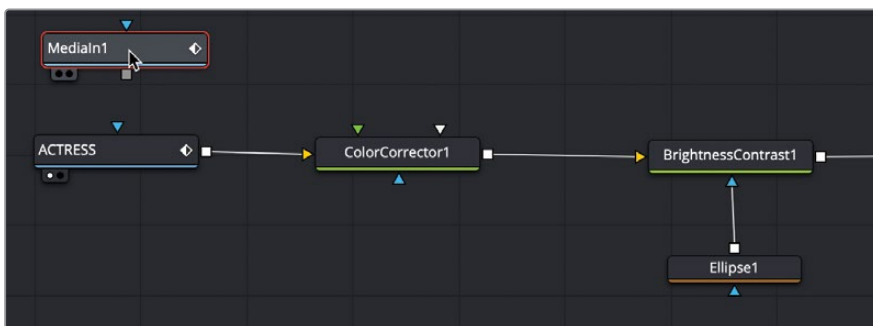 MediaIn1
ACTRESS
ColorCorrector1
BrightnessContrast1
Ellipse1